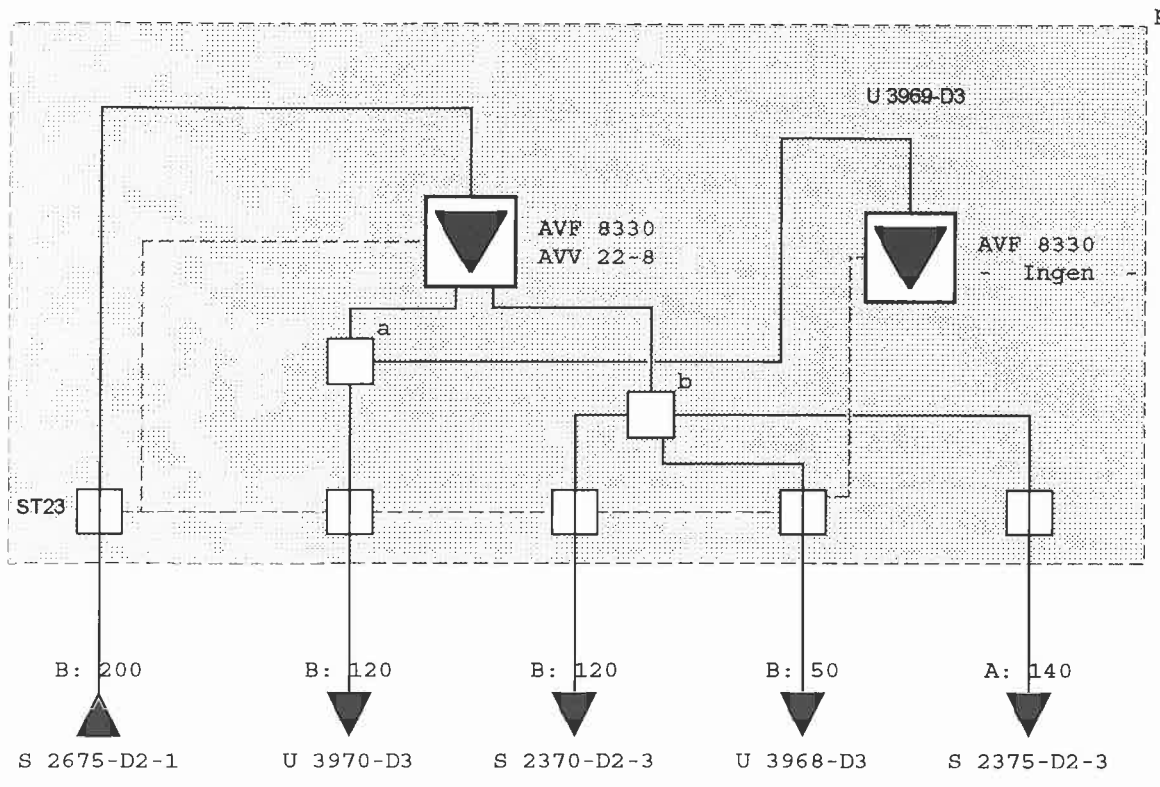 p
U 3969-D3
AVF 8330
AVV 22-8
AVF 8330
- Ingen -
a
b
ST23
B: 200
B: 120
B: 120
B: 50
A: 140
S 2675-D2-1
U 3970-D3
S 2370-D2-3
U 3968-D3
S 2375-D2-3